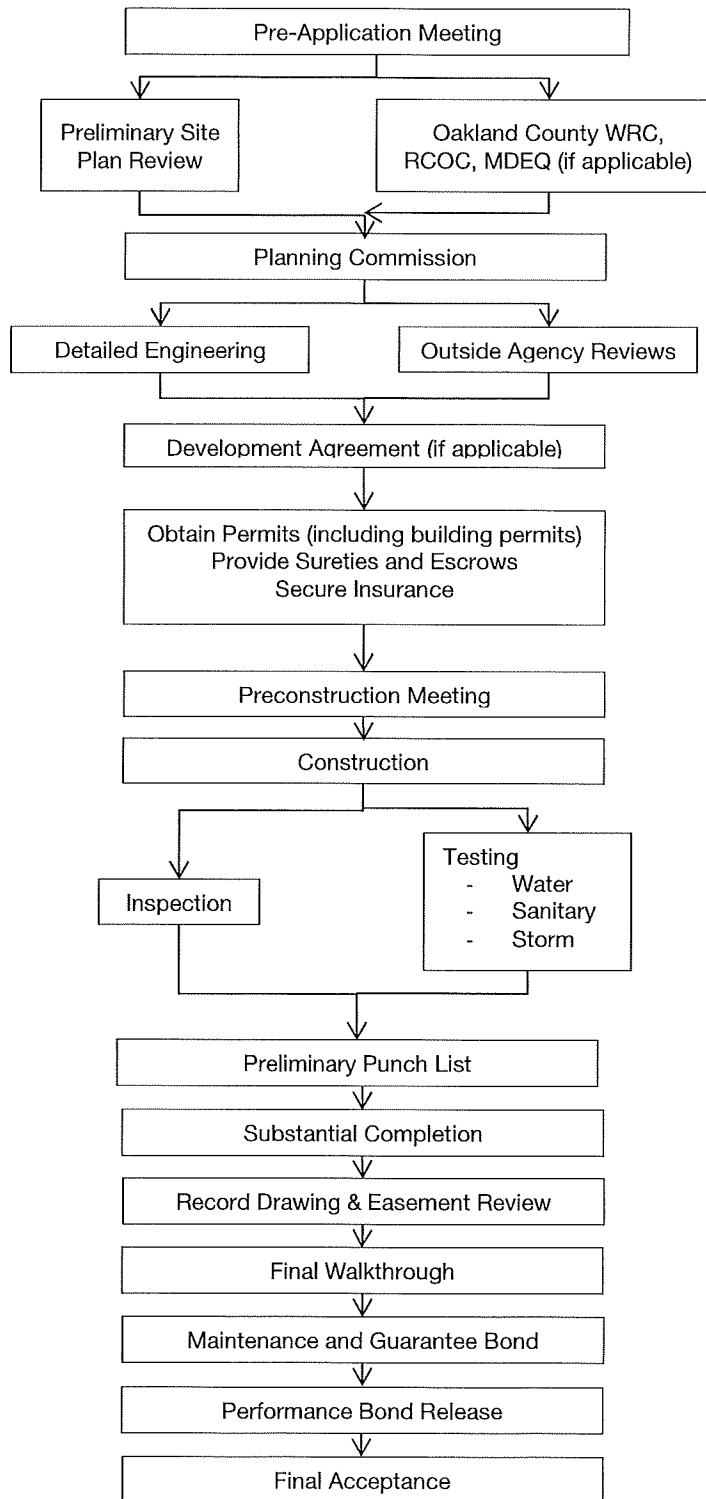 Pre-Application Meeting
Preliminary Site
Plan Review
Oakland County WRC,
RCOC, MDEQ (if applicable)
Planning Commission
Detailed Engineering
Outside Agency Reviews
Development Agreement (if applicable)
Obtain Permits (including building permits)
Provide Sureties and Escrows
Secure Insurance
Preconstruction Meeting
Construction
Inspection
Testing
- Water
- Sanitary
- Storm
Preliminary Punch List
Substantial Completion
Record Drawing & Easement Review
Final Walkthrough
Maintenance and Guarantee Bond
Performance Bond Release
Final Acceptance